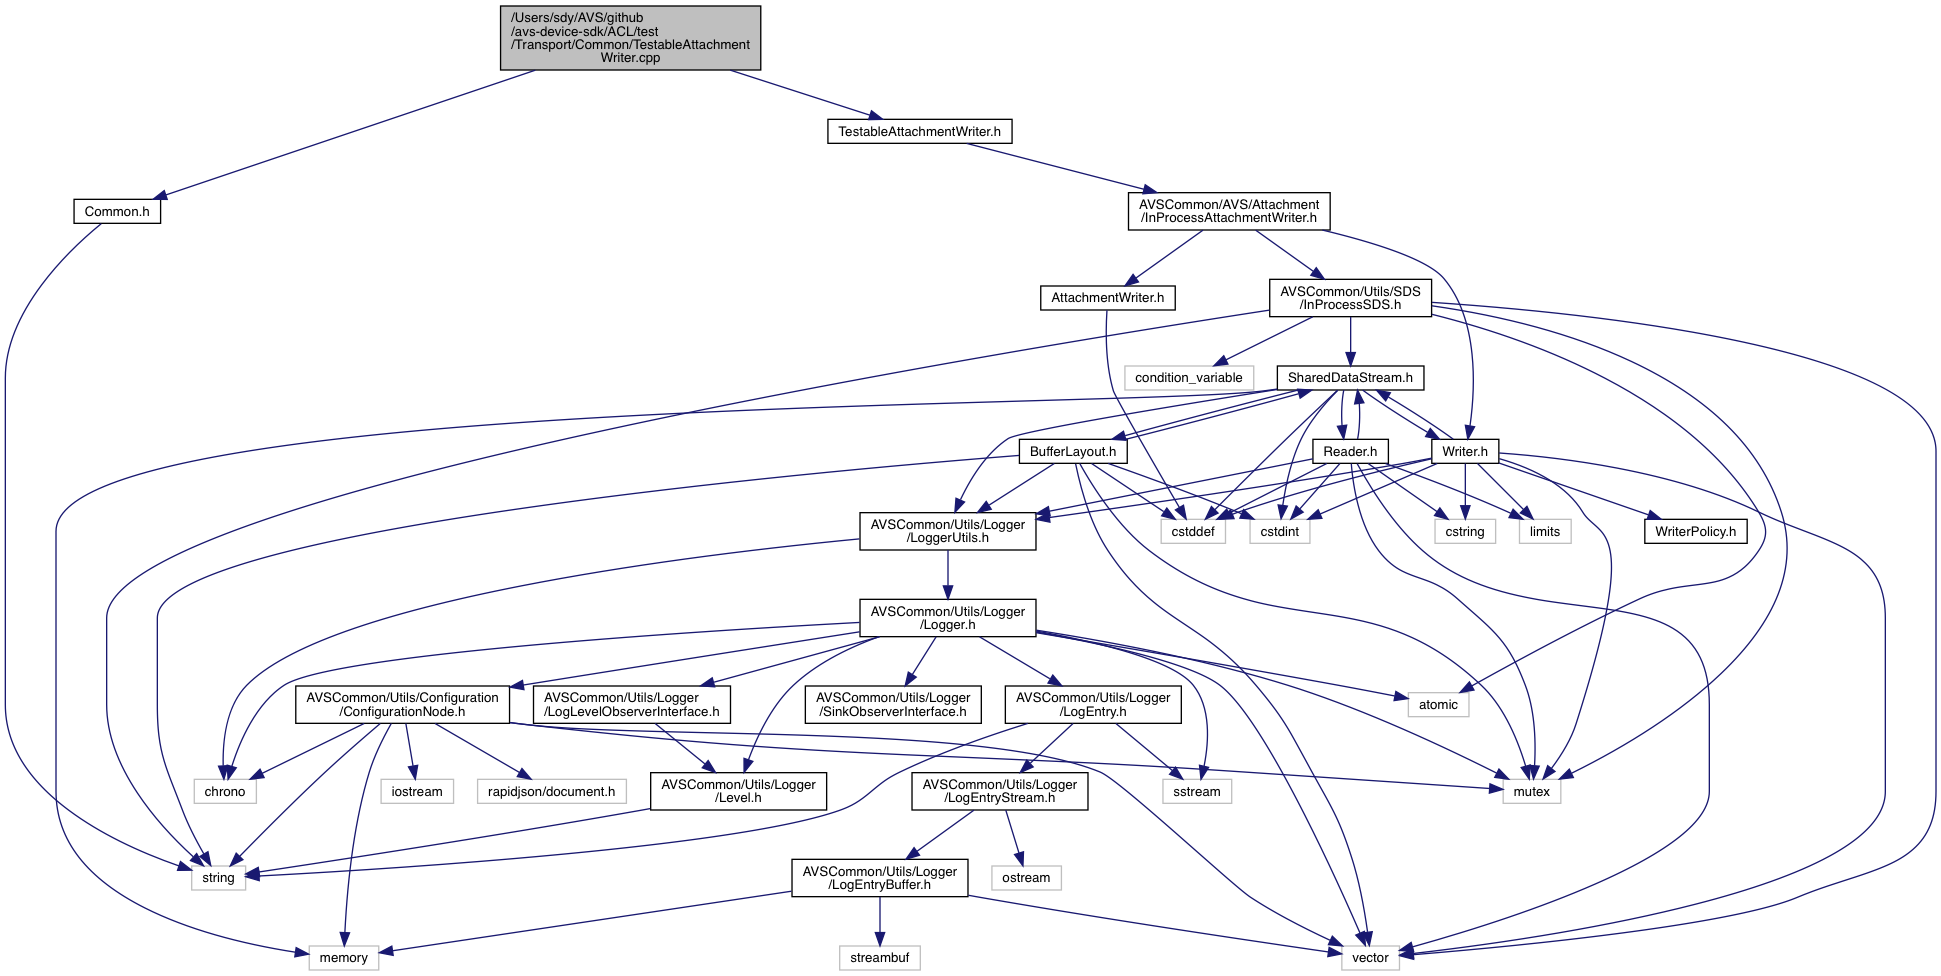 /Users/sdy/AVS/github
/avs-device-sdk/ACL/test
/Transport/Common/TestableAttachment
Writer.cpp
TestableAttachmentWriter.h
Common.h
AVSCommon/AVS/Attachment
/InProcessAttachmentWriter.h
AttachmentWriter.h
AVSCommon/Utils/SDS
/InProcessSDS.h
condition_variable
SharedDataStream.h
BufferLayout.h
Reader.h
Writer.h
AVSCommon/Utils/Logger
/LoggerUtils.h
cstddef
cstdint
cstring
limits
WriterPolicy.h
AVSCommon/Utils/Logger
/Logger.h
AVSCommon/Utils/Configuration
/ConfigurationNode.h
AVSCommon/Utils/Logger
/LogLevelObserverInterface.h
AVSCommon/Utils/Logger
/SinkObserverInterface.h
AVSCommon/Utils/Logger
/LogEntry.h
atomic
chrono
iostream
rapidjson/document.h
AVSCommon/Utils/Logger
/Level.h
AVSCommon/Utils/Logger
/LogEntryStream.h
sstream
mutex
string
AVSCommon/Utils/Logger
/LogEntryBuffer.h
ostream
memory
streambuf
vector